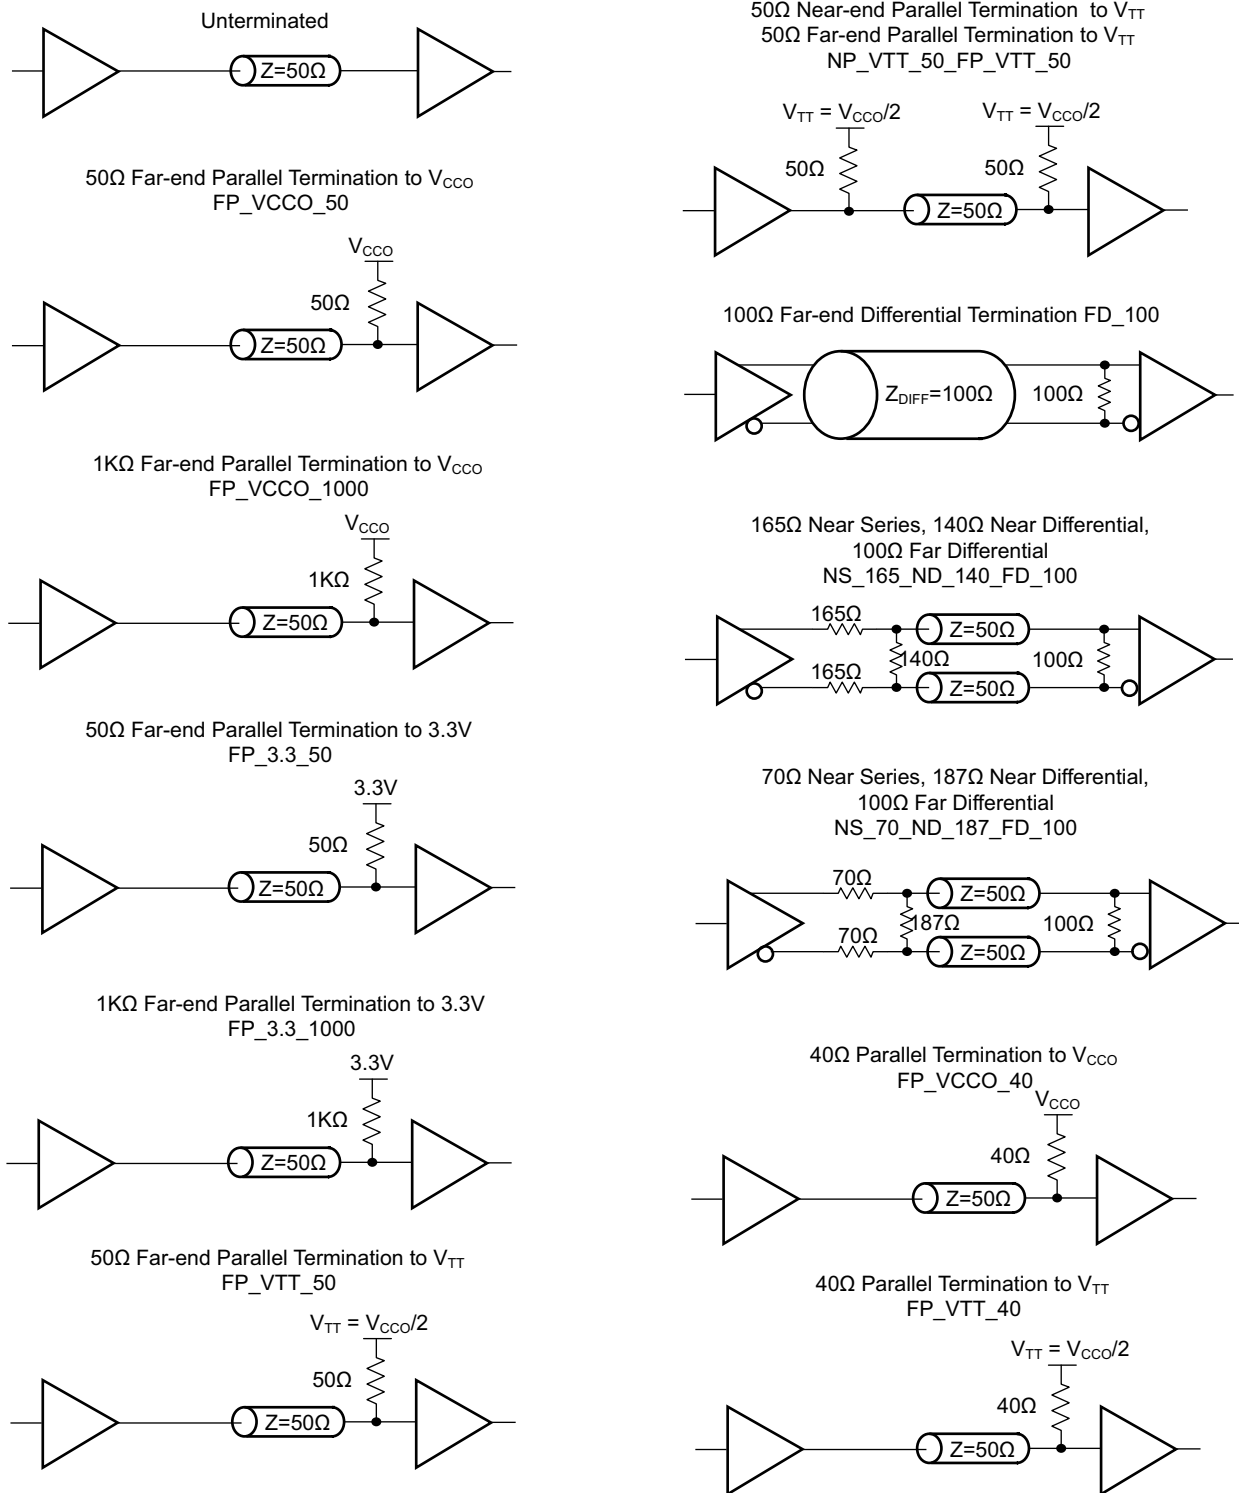 Unterminated
Z=50Ω
50Ω Far-end Parallel Termination to VCCO
FP_VCCO_50
VCCO
50Ω
Z=50Ω
1KΩ Far-end Parallel Termination to VCCO
FP_VCCO_1000
VCCO
1KΩ
Z=50Ω
50Ω Far-end Parallel Termination to 3.3V
FP_3.3_50
3.3V
50Ω
Z=50Ω
1KΩ Far-end Parallel Termination to 3.3V
FP_3.3_1000
3.3V
1KΩ
Z=50Ω
50Ω Far-end Parallel Termination to VTT
FP_VTT_50
VTT = VCCO/2
50Ω
Z=50Ω
50Ω Near-end Parallel Termination to VTT
50Ω Far-end Parallel Termination to VTT
NP_VTT_50_FP_VTT_50
VTT = VCCO/2 VTT = VCCO/2
50Ω 50Ω
Z=50Ω
100Ω Far-end Differential Termination FD_100
ZDIFF=100Ω 100Ω
165Ω Near Series, 140Ω Near Differential,
100Ω Far Differential
NS_165_ND_140_FD_100
165Ω Z=50Ω
140Ω 100Ω
165Ω Z=50Ω
70Ω Near Series, 187Ω Near Differential,
100Ω Far Differential
NS_70_ND_187_FD_100
70Ω Z=50Ω
187Ω 100Ω
70Ω Z=50Ω
40Ω Parallel Termination to VCCO
FP_VCCO_40
VCCO
40Ω
Z=50Ω
40Ω Parallel Termination to VTT
FP_VTT_40
VTT = VCCO/2
40Ω
Z=50Ω